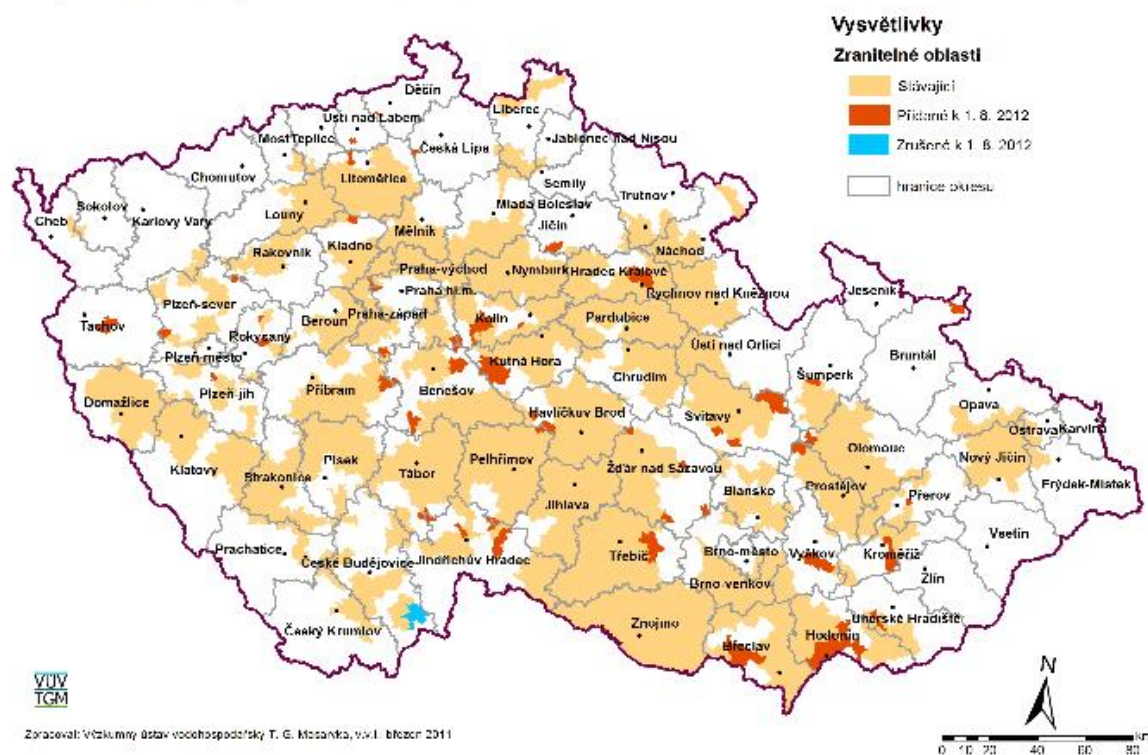 Vysvětlivky
Zranitelné oblasti
Stávající
Přidané k 1. 8. 2012
Zrušené k 1. 8. 2012
hranice okresu
Děčín
Liberec
Ústí nad Labem
Jablonec nad Nisou
Most
Teplice
Česká Lípa
Chomutov
Litoměřice
Semily
Trutnov
Sokolov
Cheb
Karlovy Vary
Louny
Mladá Boleslav
Jičín
Mělník
Náchod
Rakovník
Kladno
Praha-východ
Nymburk
Hradec Králové
Praha hl.m.
Rychnov nad Kněžnou
Jeseník
Plzeň-sever
Tachov
Rokycany
Beroun
Praha-západ
Kolín
Pardubice
Plzeň-město
Ústí nad Orlicí
Bruntál
Kutná Hora
Šumperk
Příbram
Benešov
Chrudim
Plzeň-jih
Domažlice
Opava
Havlíčkův Brod
Svitavy
Ostrava
Karviná
Olomouc
Klatovy
Písek
Pelhřimov
Nový Jičín
Tábor
Žďár nad Sázavou
Strakonice
Frýdek-Místek
Jihlava
Blansko
Prostějov
Přerov
Prachatice
Vsetín
České Budějovice
Jindřichův Hradec
Třebíč
Brno-město
Vyškov
Kroměříž
Zlín
Brno-venkov
Uherské Hradiště
Český Krumlov
Znojmo
Hodonín
Břeclav
N
VÚV
TGM
Zpracoval: Výzkumný ústav vodohospodářský T. G. Masaryka, v.v.i., březen 2011
0 10 20 40 60 80